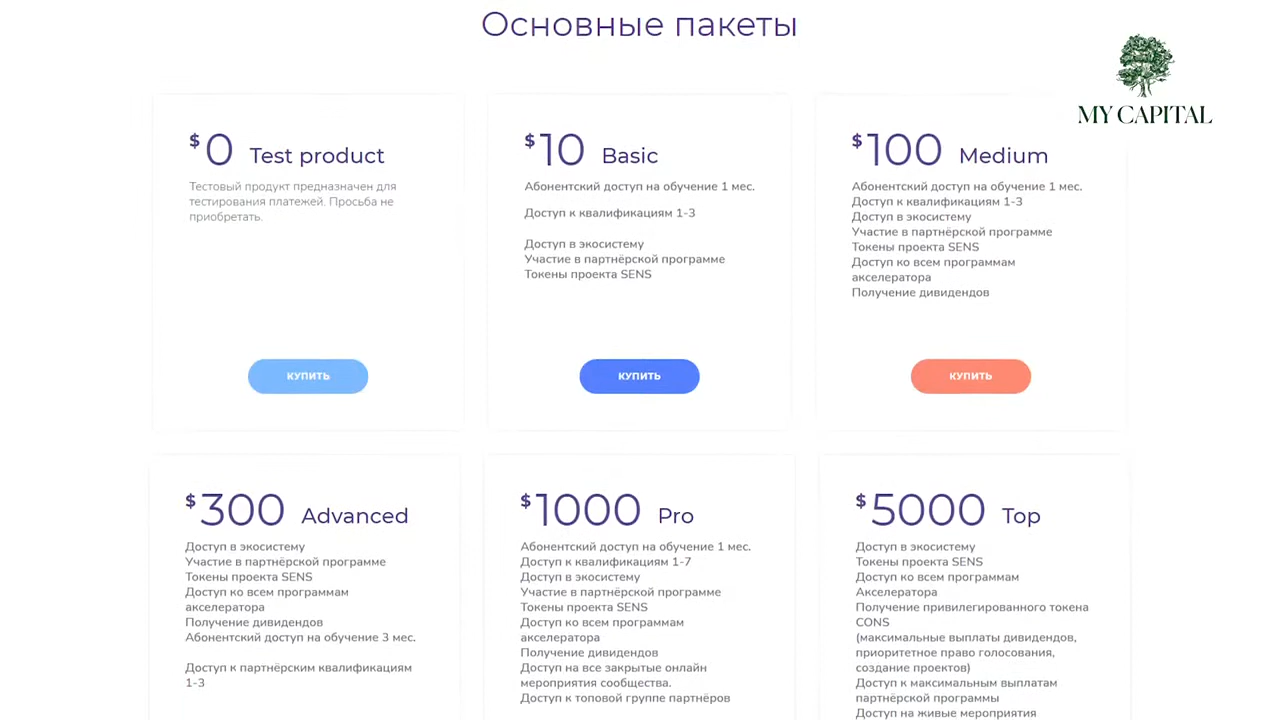 Основные пакеты
MY CAPITAL
$0 Test product
Тестовый продукт предназначен для
тестирования платежей. Просьба не
приобретать.
КУПИТЬ
$10 Basic
Абонентский доступ на обучение 1 мес.
Доступ к квалификациям 1-3
Доступ в экосистему
Участие в партнёрской программе
Токены проекта SENS
КУПИТЬ
$100 Medium
Абонентский доступ на обучение 1 мес.
Доступ к квалификациям 1-3
Доступ в экосистему
Участие в партнёрской программе
Токены проекта SENS
Доступ ко всем программам
акселератора
Получение дивидендов
КУПИТЬ
$300 Advanced
Доступ в экосистему
Участие в партнёрской программе
Токены проекта SENS
Доступ ко всем программам
акселератора
Получение дивидендов
Абонентский доступ на обучение 3 мес.
Доступ к партнёрским квалификациям
1-3
$1000 Pro
Абонентский доступ на обучение 1 мес.
Доступ к квалификациям 1-7
Доступ в экосистему
Участие в партнёрской программе
Токены проекта SENS
Доступ ко всем программам
акселератора
Получение дивидендов
Доступ на все закрытые онлайн
мероприятия сообщества.
Доступ к топовой группе партнёров
$5000 Top
Доступ в экосистему
Токены проекта SENS
Доступ ко всем программам
Акселератора
Получение привилегированного токена
CONS
(максимальные выплаты дивидендов,
приоритетное право голосования,
создание проектов)
Доступ к максимальным выплатам
партнёрской программы
Доступ на живые мероприятия